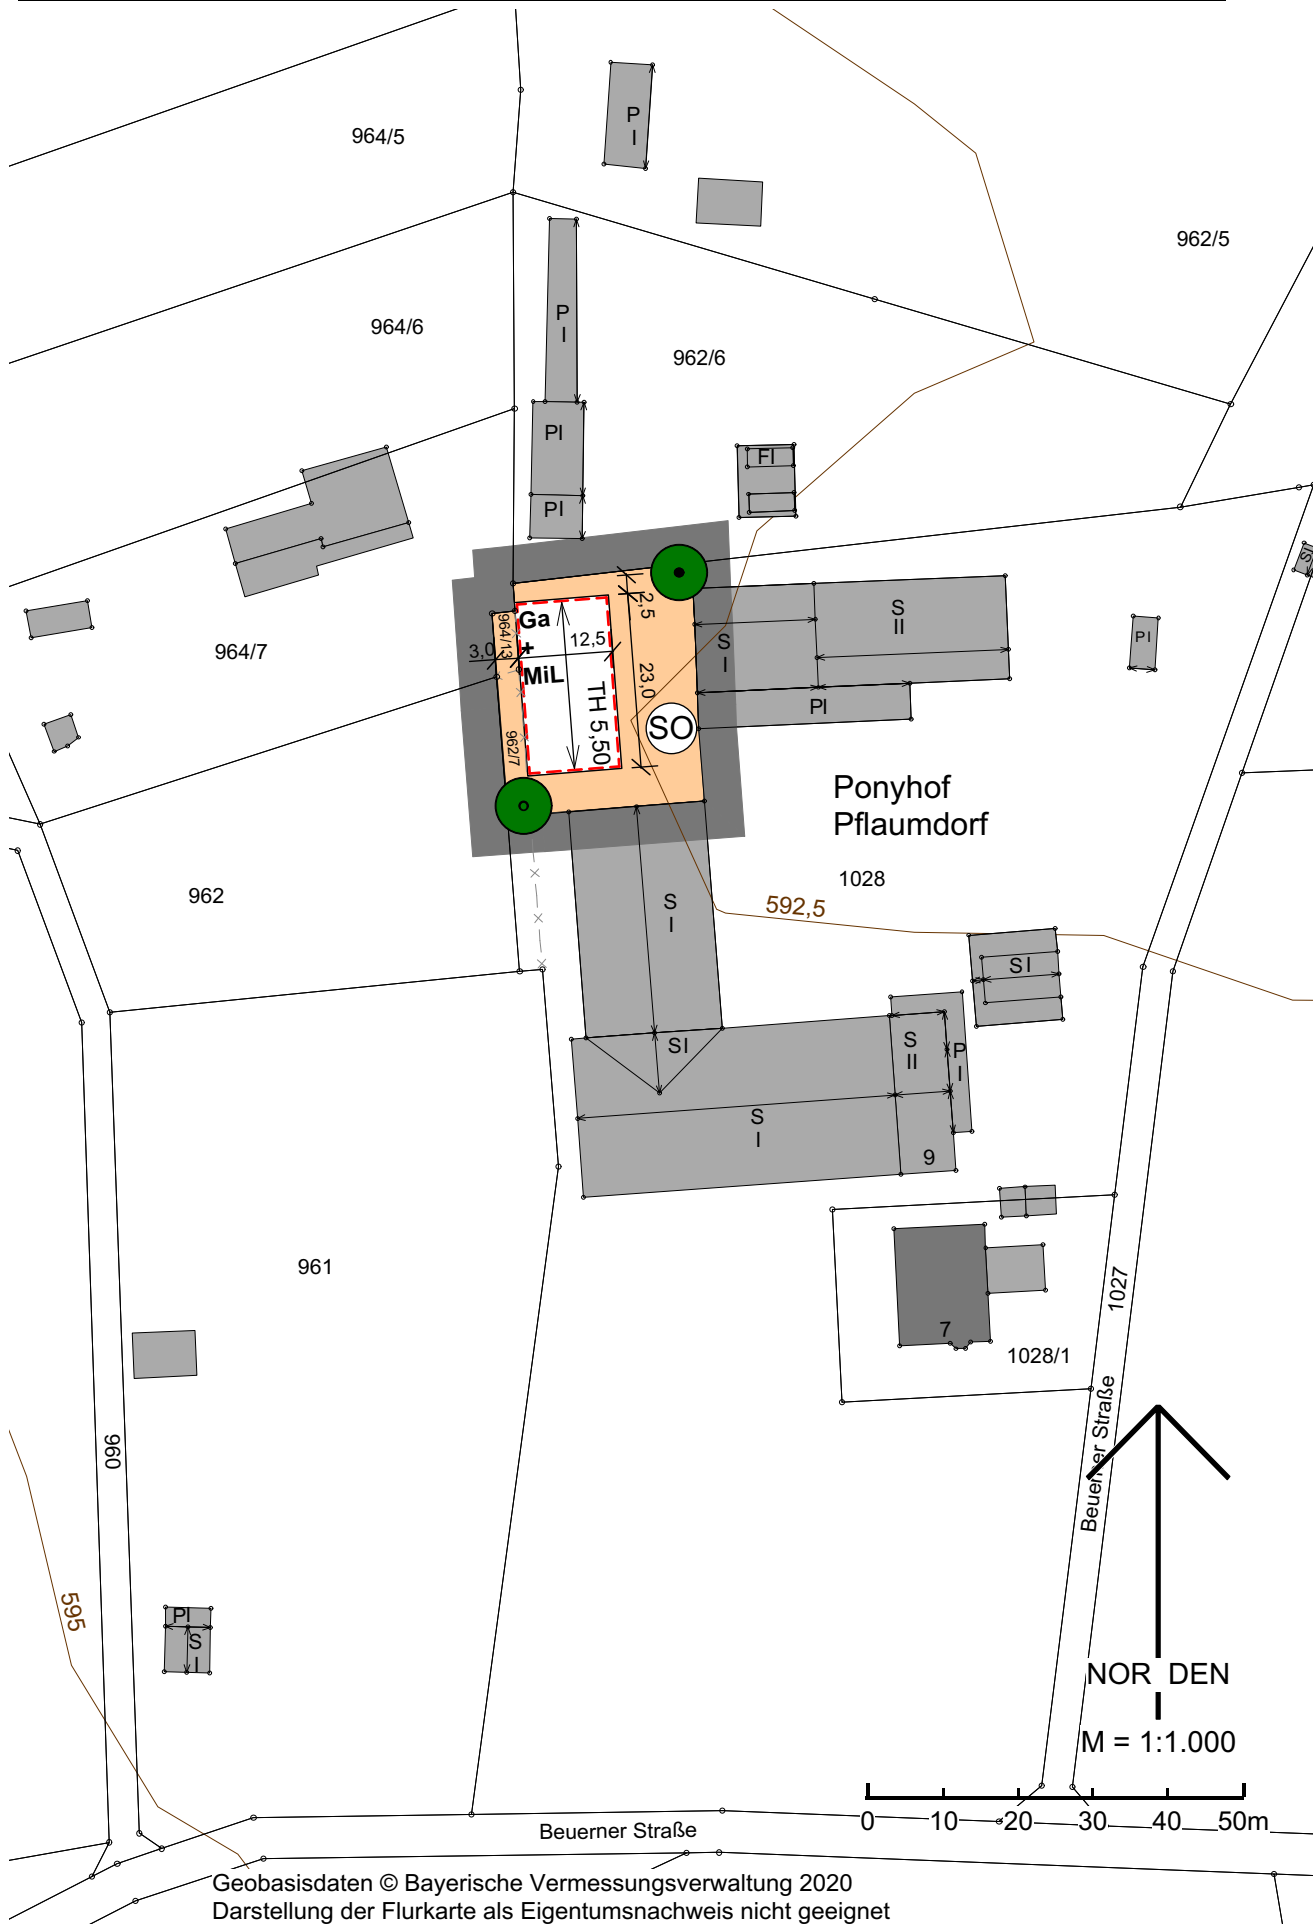 P
I
964/5
962/5
P
I
964/6
962/6
PI
FI
PI
SI
Ga
+
MiL
964/13
3,0
12,5
2,5
23,0
TH 5,50
962/7
SO
S
I
S
II
PI
PI
964/7
Ponyhof
Pflaumdorf
1028
592,5
962
S
I
SI
SI
S
II
P
I
S
I
9
961
7
1028/1
1027
Beuerner Straße
960
595
PI
S
I
NOR DEN
M = 1:1.000
0 10 20 30 40 50m
Beuerner Straße
Geobasisdaten © Bayerische Vermessungsverwaltung 2020
Darstellung der Flurkarte als Eigentumsnachweis nicht geeignet